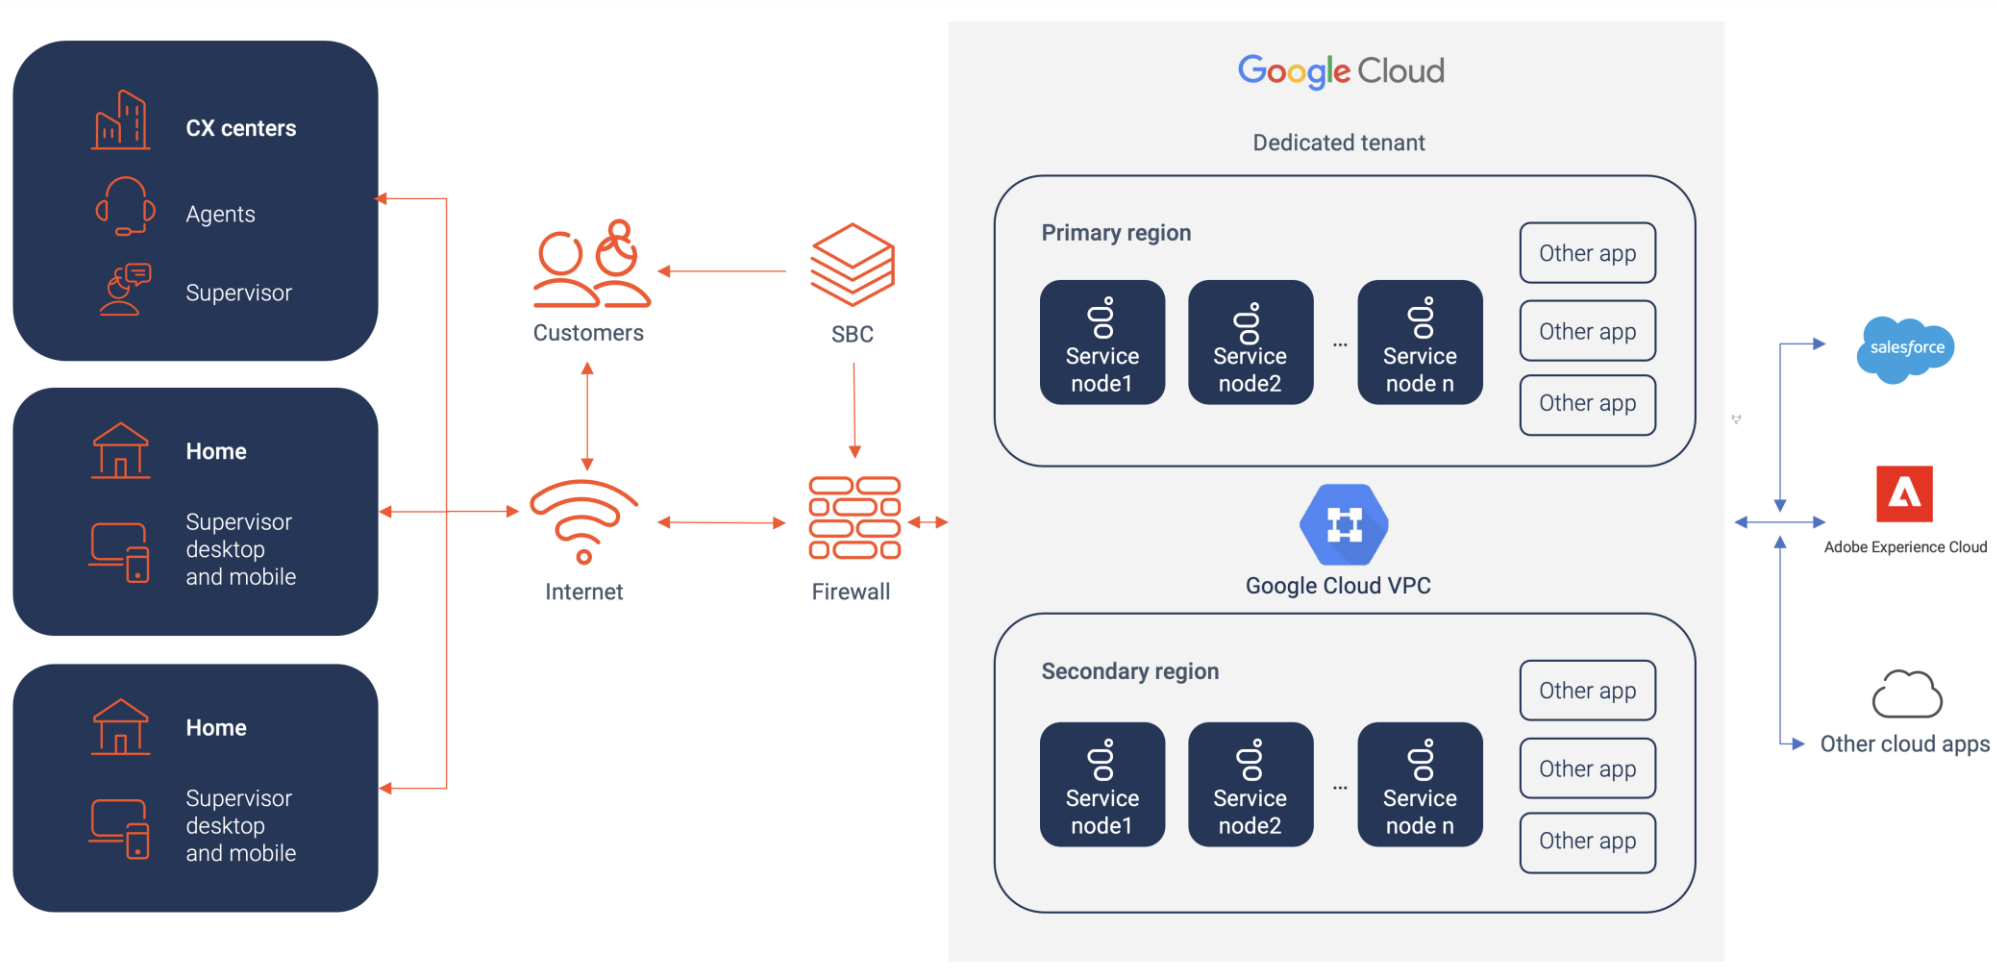 CX centers
Agents
Supervisor
Home
Supervisor
desktop
and mobile
Home
Supervisor
desktop
and mobile
Customers
SBC
Internet
Firewall
Google Cloud
Dedicated tenant
Primary region
Service
node1
Service
node2
...
Service
node n
Other app
Other app
Other app
Google Cloud VPC
Secondary region
Service
node1
Service
node2
...
Service
node n
Other app
Other app
Other app
salesforce
Adobe Experience Cloud
Other cloud apps